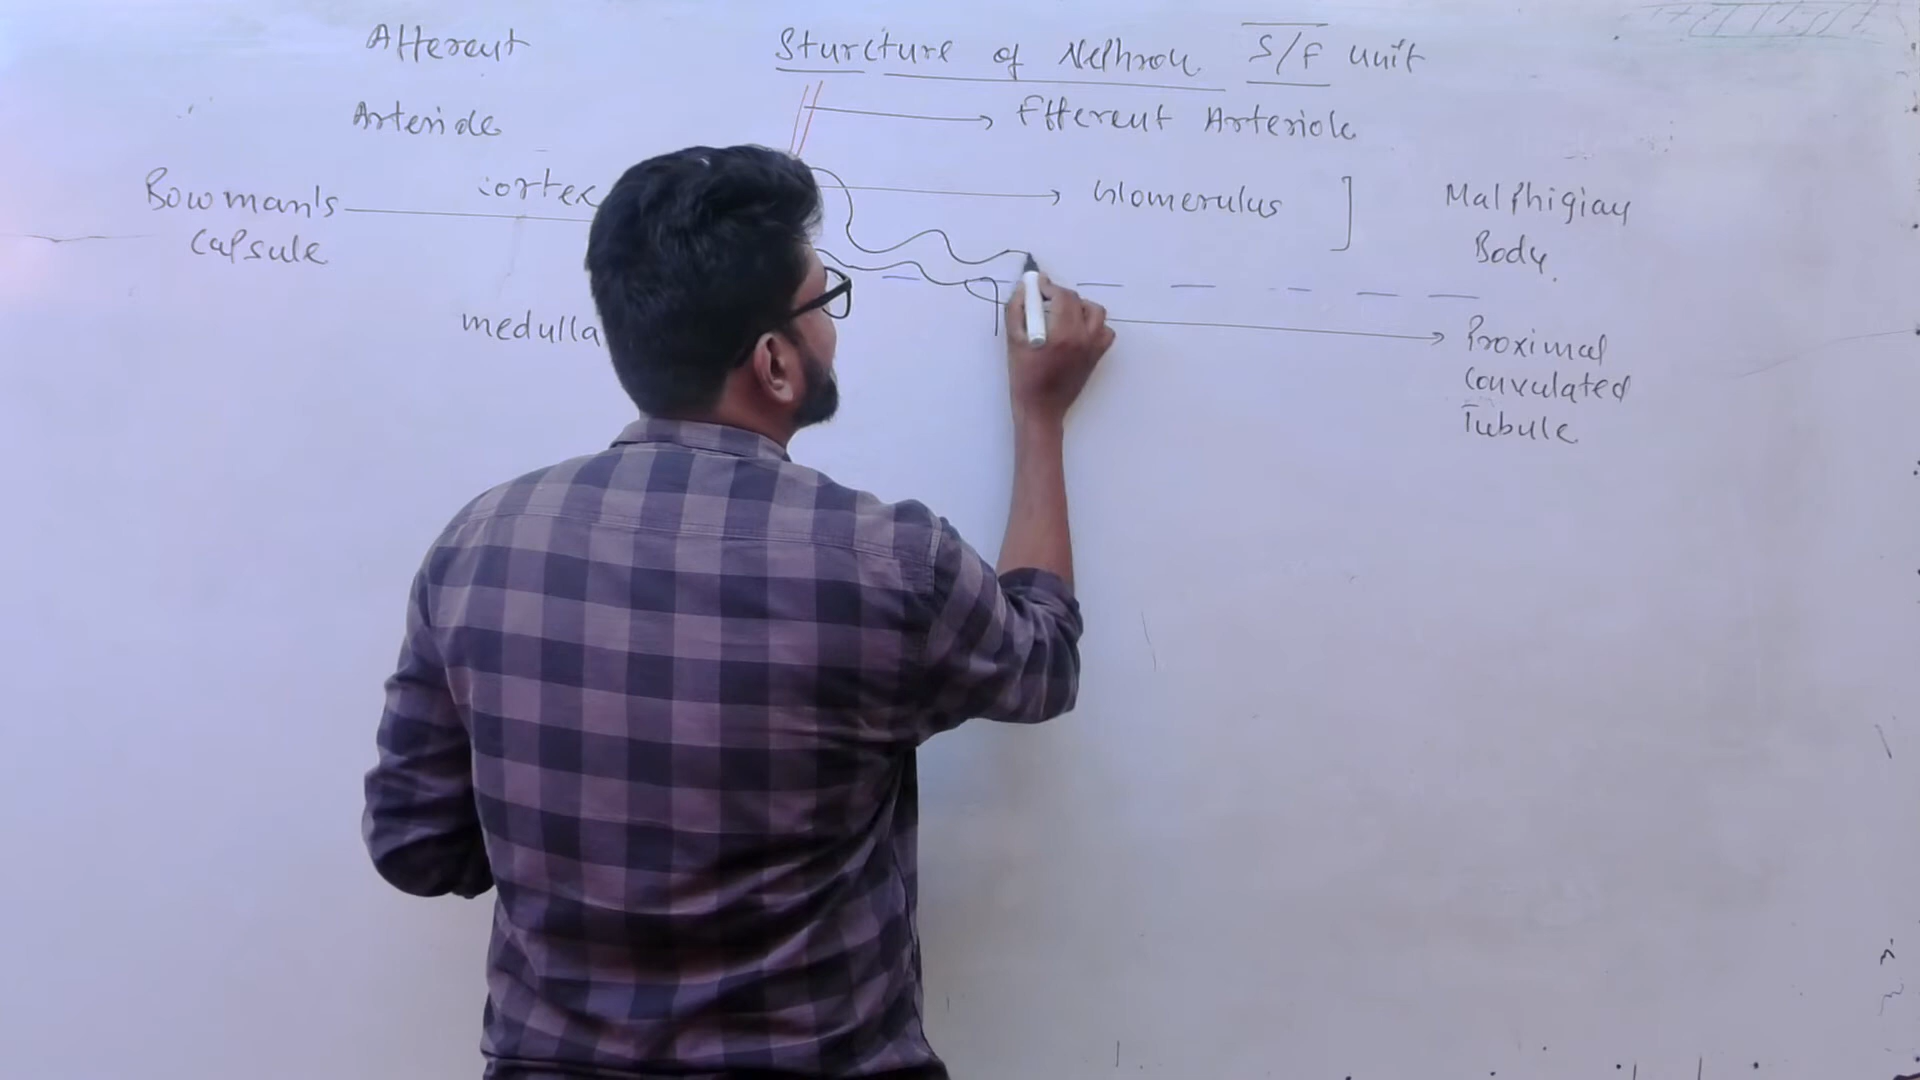 Afferent
Arteriole
Sturcture of Nephron S/F unit
Efferent Arteriole
Bowman's
Capsule
cortex
Glomerulus ]
Malphigian
Body.
medulla
Proximal
Convulated
Tubule